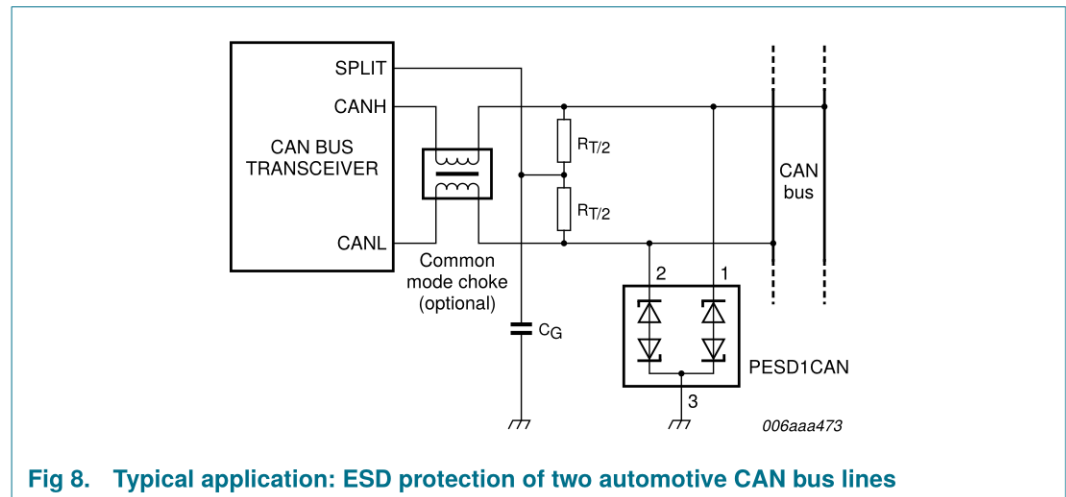 SPLIT
CANH
CAN BUS
TRANSCEIVER
CANL
Common
mode choke
(optional)
RT/2
RT/2
CG
CAN
bus
2
1
3
PESD1CAN
006aaa473
Fig 8. Typical application: ESD protection of two automotive CAN bus lines